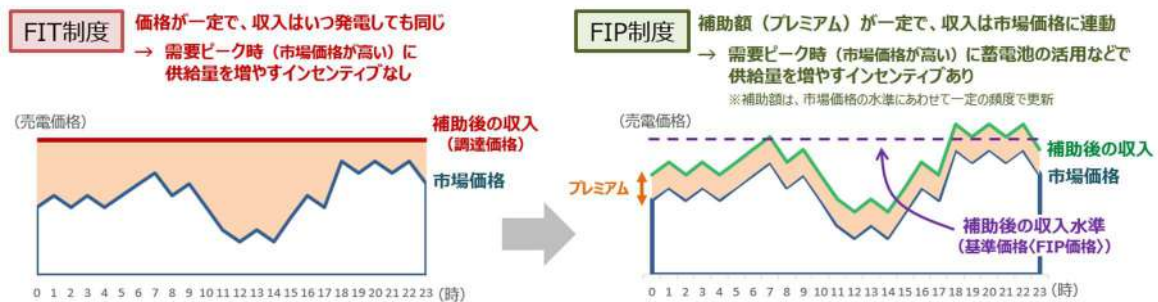 FIT制度
価格が一定で、収入はいつ発電しても同じ
→ 需要ピーク時（市場価格が高い）に
供給量を増やすインセンティブなし
（売電価格）
補助後の収入
（調達価格）
市場価格
0 1 2 3 4 5 6 7 8 9 10 11 12 13 14 15 16 17 18 19 20 21 22 23 （時）
FIP制度
補助額（プレミアム）が一定で、収入は市場価格に連動
→ 需要ピーク時（市場価格が高い）に蓄電池の活用などで
供給量を増やすインセンティブあり
※補助額は、市場価格の水準にあわせて一定の頻度で更新
（売電価格）
補助後の収入
市場価格
プレミアム
補助後の収入水準
（基準価格〈FIP価格〉）
0 1 2 3 4 5 6 7 8 9 10 11 12 13 14 15 16 17 18 19 20 21 22 23 （時）